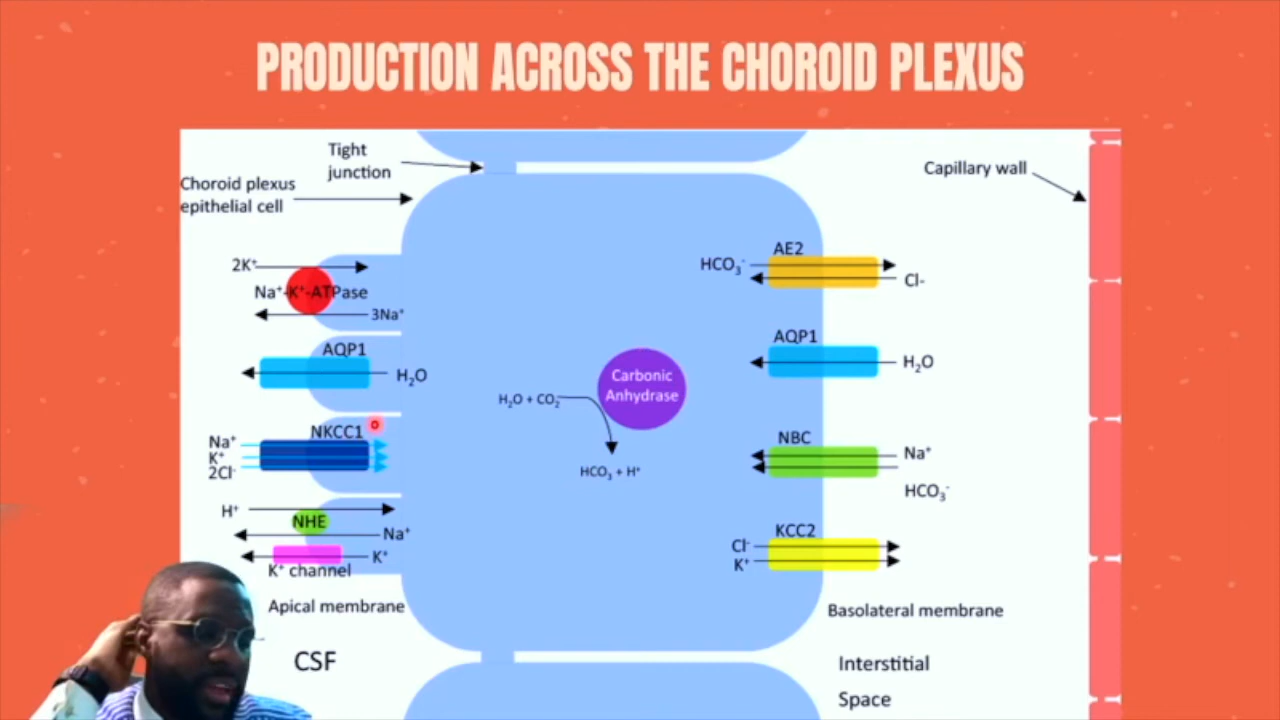 PRODUCTION ACROSS THE CHOROID PLEXUS
Tight
junction
Choroid plexus
epithelial cell
Capillary wall
2K⁺
Na⁺-K⁺-ATPase
3Na⁺
AQP1
H₂O
NKCC1
Na⁺
K⁺
2Cl⁻
H⁺
NHE
Na⁺
K⁺
K⁺ channel
Apical membrane
CSF
Carbonic
Anhydrase
H₂O + CO₂
HCO₃ + H⁺
AE2
HCO₃⁻
Cl-
AQP1
H₂O
NBC
Na⁺
HCO₃⁻
KCC2
Cl⁻
K⁺
Basolateral membrane
Interstitial
Space